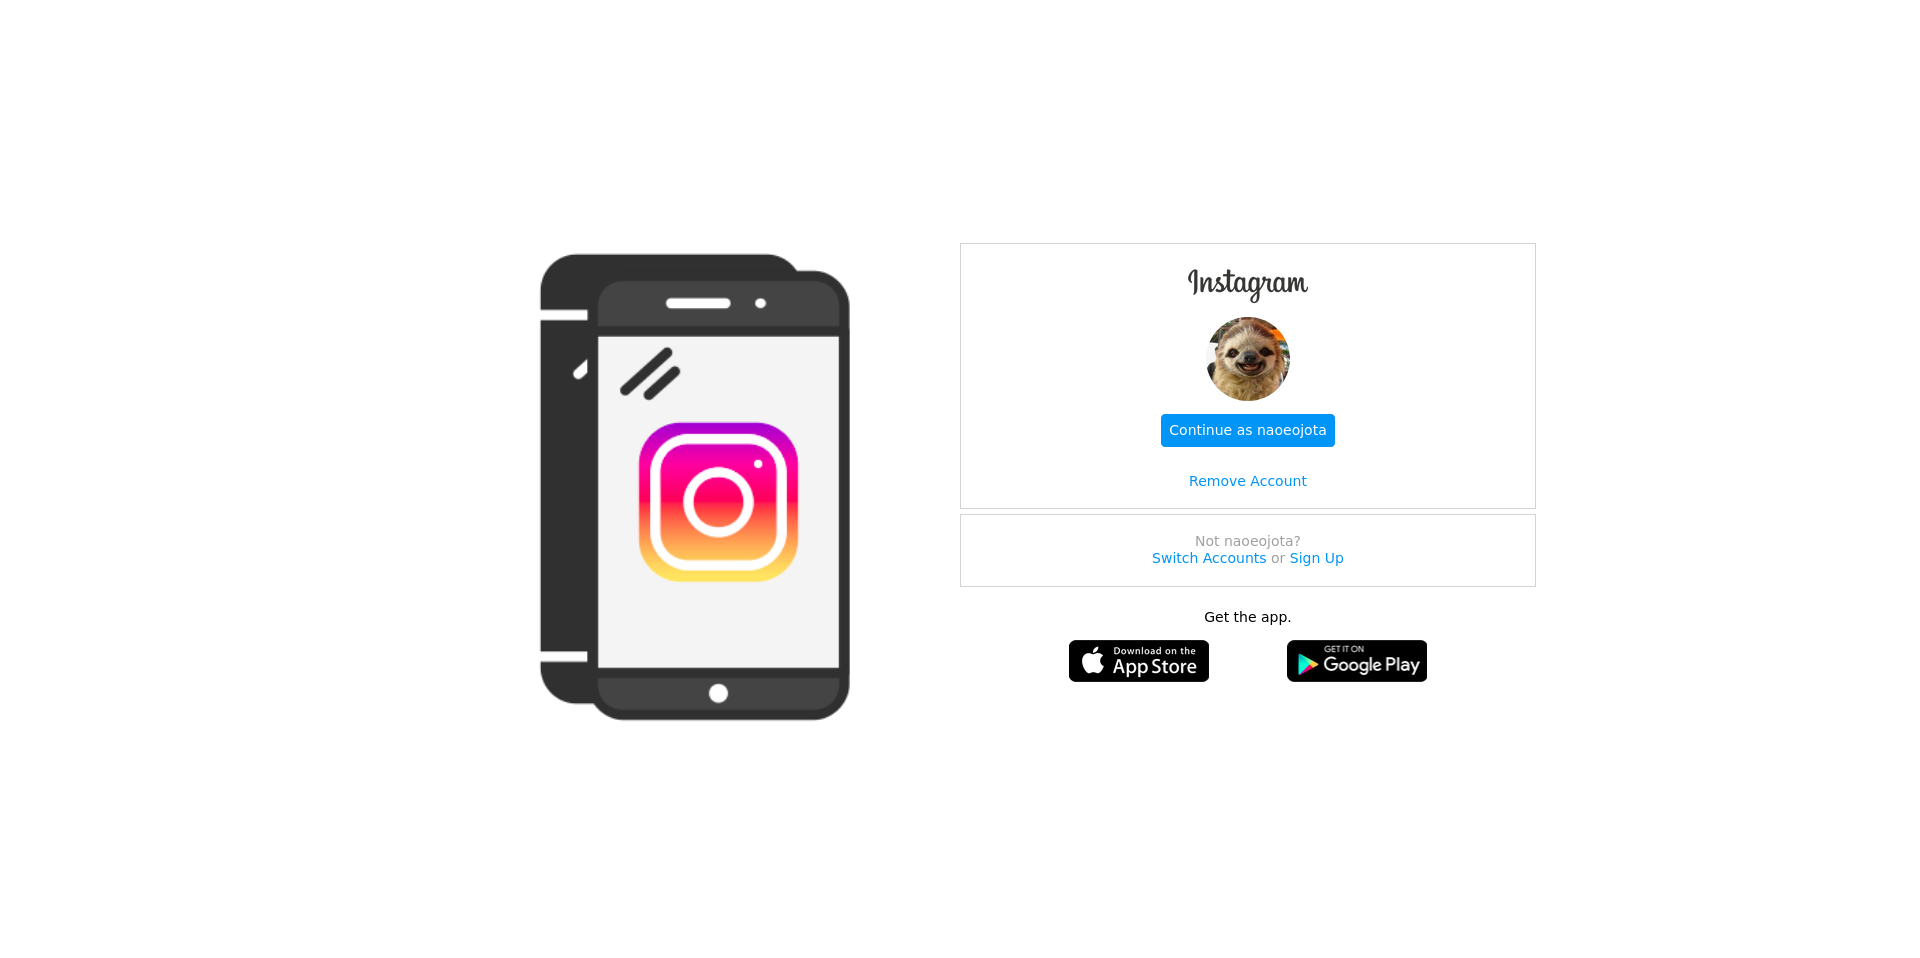 Instagram
Continue as naoeojota
Remove Account
Not naoeojota?
Switch Accounts or Sign Up
Get the app.
Download on the
App Store
GET IT ON
Google Play